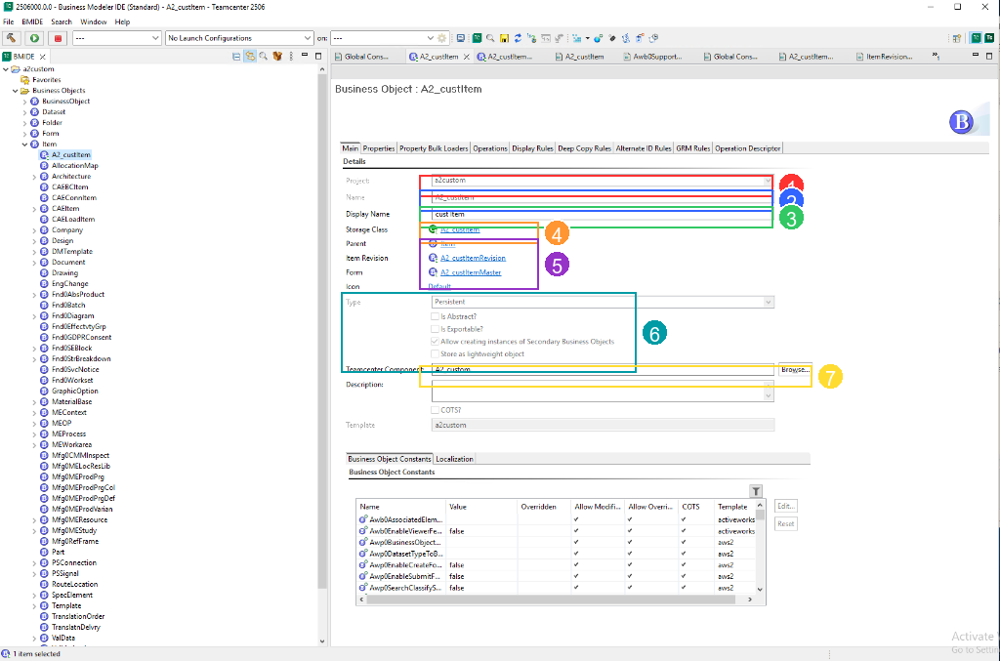 2506000.0.0 - Business Modeler IDE (Standard) - A2_custItem - Teamcenter 2506
File BMIDE Search Window Help
--- No Launch Configurations on: ---
BMIDE
Global Cons... A2_custItem A2_custItem... A2_custItem Awb0Support... Global Cons... A2_custItem... ItemRevision...
a2custom
Favorites
Business Objects
BusinessObject
Dataset
Folder
Form
Item
A2_custItem
AllocationMap
Architecture
CAEBCItem
CAEConnItem
CAEItem
CAELoadItem
Company
Design
DMTemplate
Document
Drawing
EngChange
Fnd0AbsProduct
Fnd0Batch
Fnd0Diagram
Fnd0EffectvtyGrp
Fnd0GDPRConsent
Fnd0SEBlock
Fnd0StrBreakdown
Fnd0SvcNotice
Fnd0Workset
GraphicOption
MaterialBase
MEContext
MEOP
MEProcess
MEWorkarea
Mfg0CMMInspect
Mfg0MELocResLib
Mfg0MEProdPrg
Mfg0MEProdPrgCol
Mfg0MEProdPrgDef
Mfg0MEProdVarian
Mfg0MEResource
Mfg0MEStudy
Mfg0RefFrame
Part
PSConnection
PSSignal
RouteLocation
SpecElement
Template
TranslationOrder
TranslatnDelvry
ValData
1 item selected
Business Object : A2_custItem
B
Main Properties Property Bulk Loaders Operations Display Rules Deep Copy Rules Alternate ID Rules GRM Rules Operation Descriptor
Details
Project: a2custom 1
Name A2_custItem 2
Display Name cust Item 3
Storage Class A2_custItem 4
Parent Item
Item Revision A2_custItemRevision 5
Form A2_custItemMaster
Icon Default
Type Persistent
Is Abstract?
Is Exportable? 6
Allow creating instances of Secondary Business Objects
Store as lightweight object
Teamcenter Component: A2_custom Browse... 7
Description:
COTS?
Template a2custom
Business Object Constants Localization
Business Object Constants
Name Value Overridden Allow Modifi... Allow Overri... COTS Template
Awb0AssociatedElem... activeworks
Awb0EnableViewerFe... false activeworks
Awp0BusinessObject... aws2
Awp0DatasetTypeToB... aws2
Awp0EnableCreateFo... false aws2
Awp0EnableSubmitF... false aws2
Awp0SearchClassifyS... false aws2
Edit...
Reset
Activate
Go to Settin